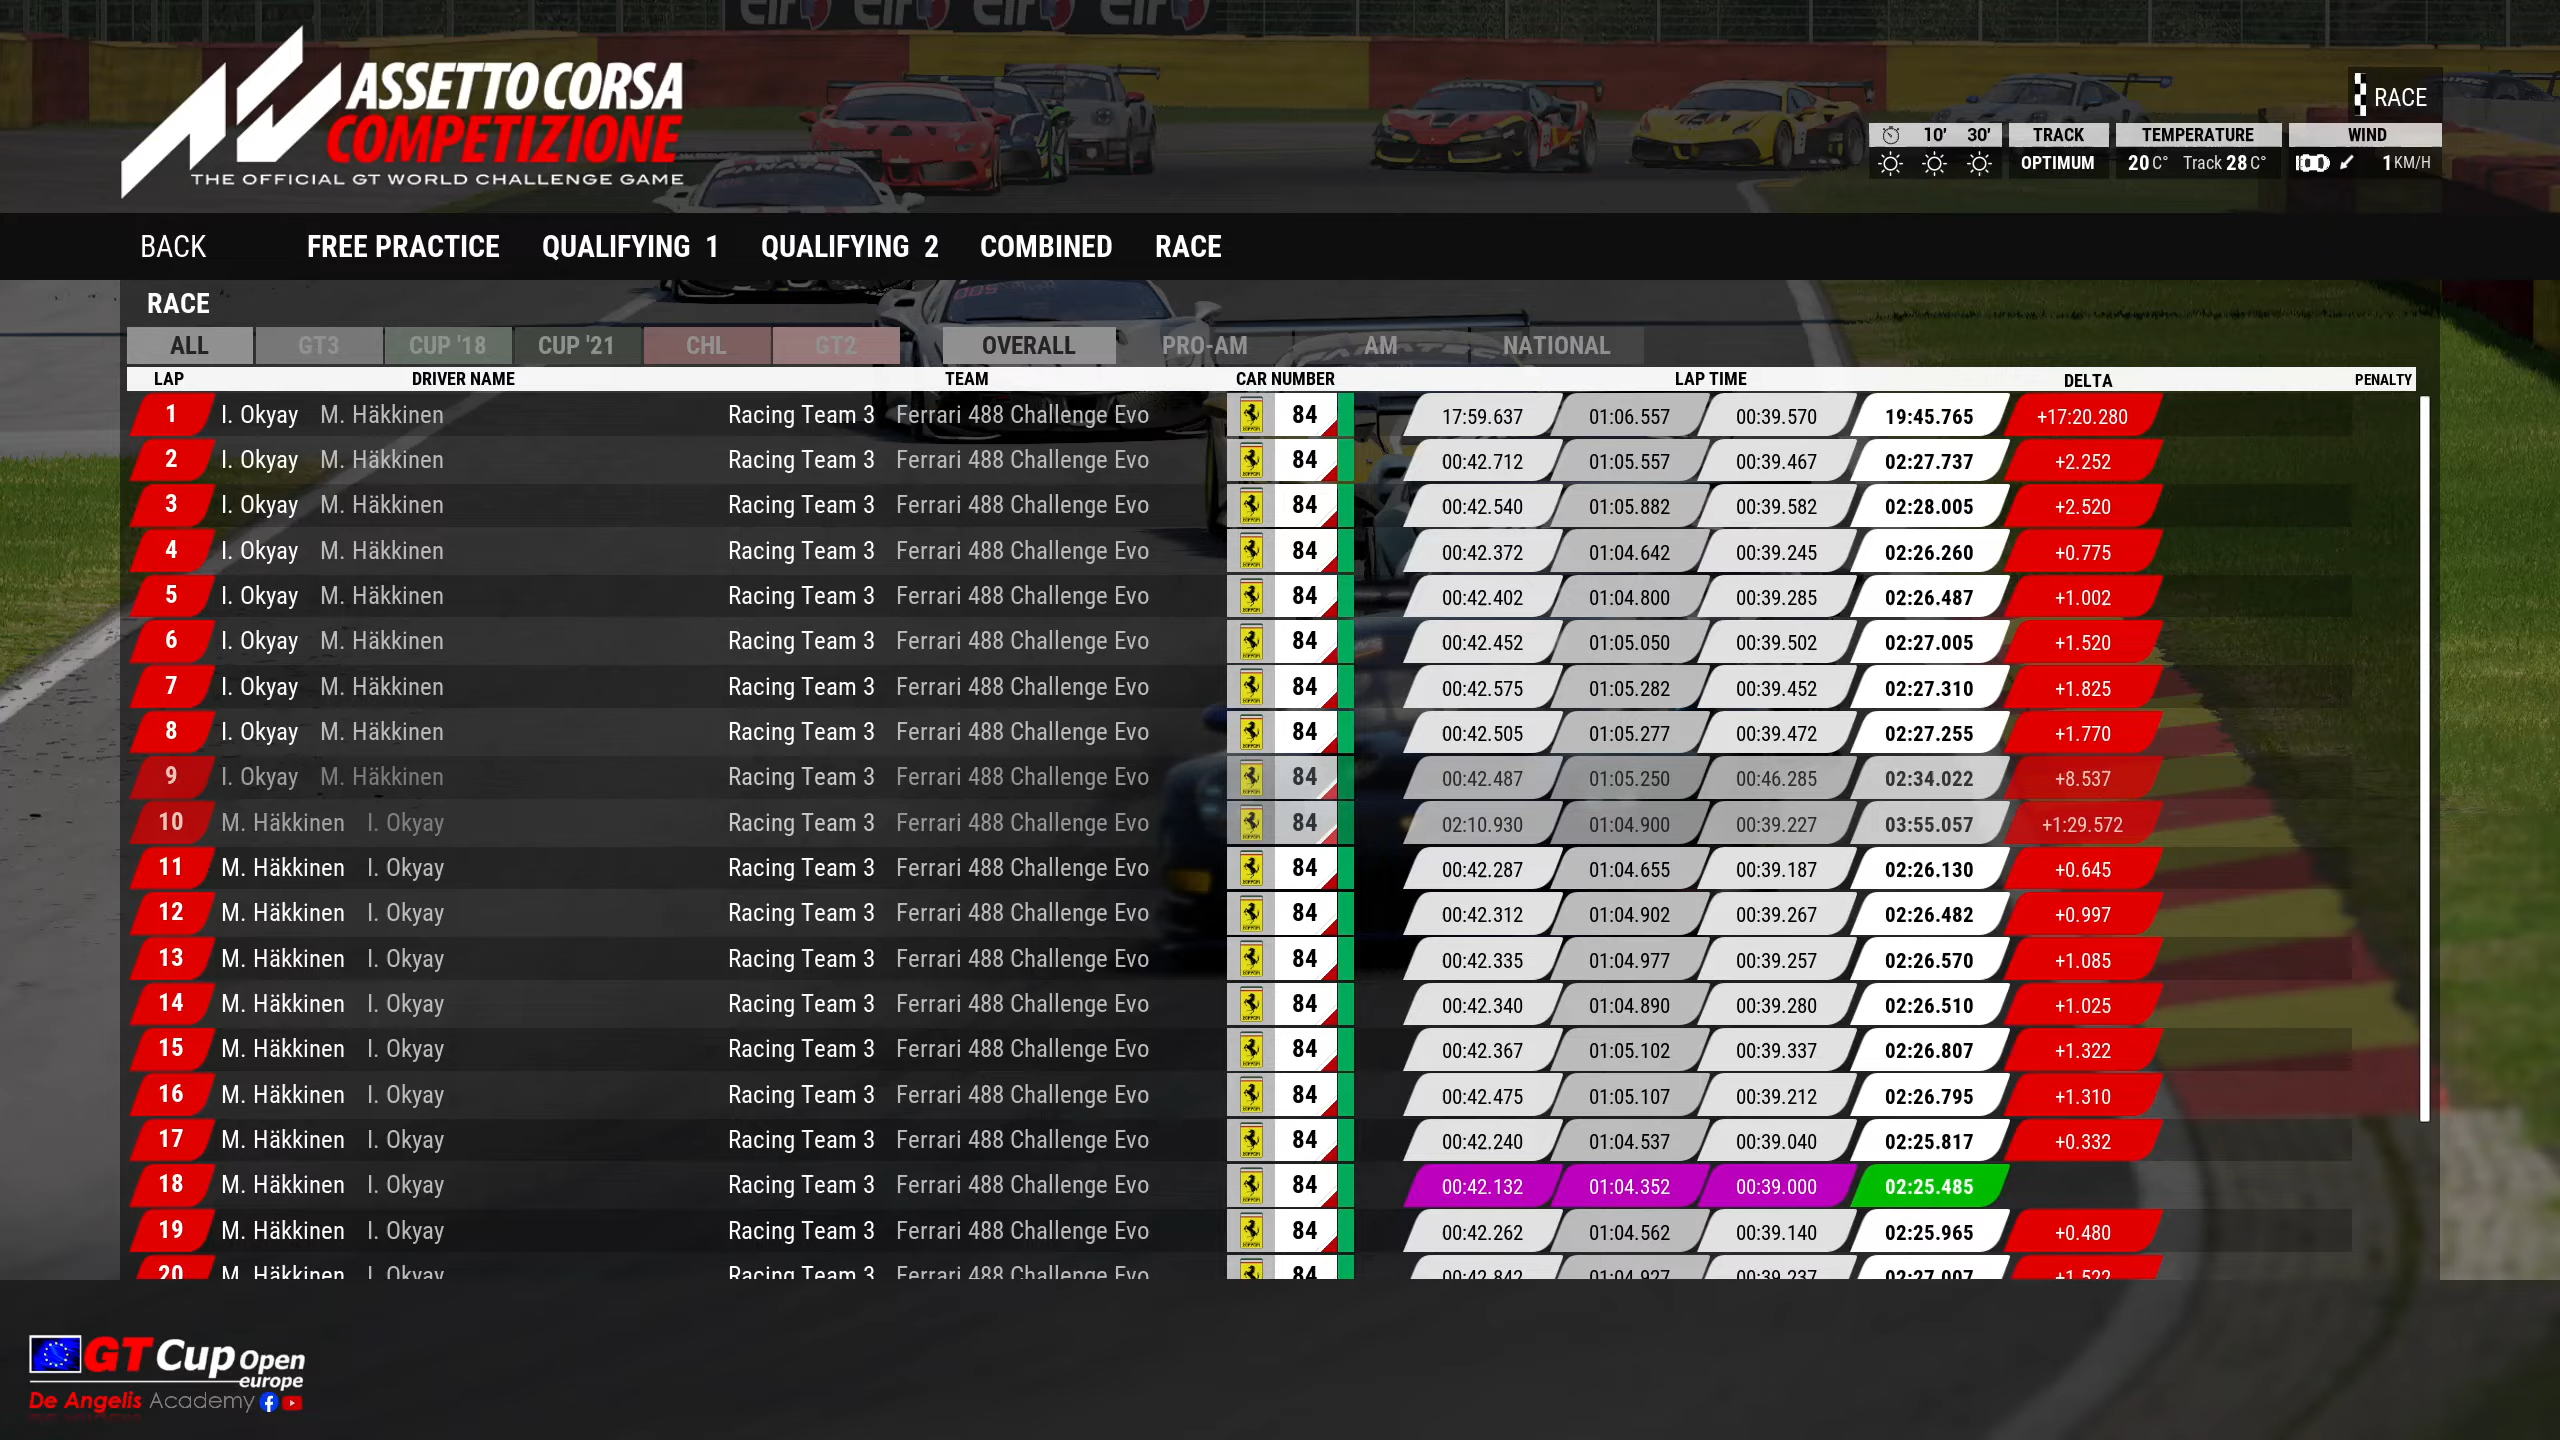 elf elf elf elf
ASSETTO CORSA
COMPETIZIONE
THE OFFICIAL GT WORLD CHALLENGE GAME
RACE
10' 30' TRACK TEMPERATURE WIND
OPTIMUM 20 C° Track 28 C° 1 KM/H
BACK FREE PRACTICE QUALIFYING 1 QUALIFYING 2 COMBINED RACE
RACE
ALL GT3 CUP '18 CUP '21 CHL GT2 OVERALL PRO-AM AM NATIONAL
LAP DRIVER NAME TEAM CAR NUMBER LAP TIME DELTA PENALTY
1 I. Okyay M. Häkkinen Racing Team 3 Ferrari 488 Challenge Evo 84 17:59.637 01:06.557 00:39.570 19:45.765 +17:20.280
2 I. Okyay M. Häkkinen Racing Team 3 Ferrari 488 Challenge Evo 84 00:42.712 01:05.557 00:39.467 02:27.737 +2.252
3 I. Okyay M. Häkkinen Racing Team 3 Ferrari 488 Challenge Evo 84 00:42.540 01:05.882 00:39.582 02:28.005 +2.520
4 I. Okyay M. Häkkinen Racing Team 3 Ferrari 488 Challenge Evo 84 00:42.372 01:04.642 00:39.245 02:26.260 +0.775
5 I. Okyay M. Häkkinen Racing Team 3 Ferrari 488 Challenge Evo 84 00:42.402 01:04.800 00:39.285 02:26.487 +1.002
6 I. Okyay M. Häkkinen Racing Team 3 Ferrari 488 Challenge Evo 84 00:42.452 01:05.050 00:39.502 02:27.005 +1.520
7 I. Okyay M. Häkkinen Racing Team 3 Ferrari 488 Challenge Evo 84 00:42.575 01:05.282 00:39.452 02:27.310 +1.825
8 I. Okyay M. Häkkinen Racing Team 3 Ferrari 488 Challenge Evo 84 00:42.505 01:05.277 00:39.472 02:27.255 +1.770
9 I. Okyay M. Häkkinen Racing Team 3 Ferrari 488 Challenge Evo 84 00:42.487 01:05.250 00:46.285 02:34.022 +8.537
10 M. Häkkinen I. Okyay Racing Team 3 Ferrari 488 Challenge Evo 84 02:10.930 01:04.900 00:39.227 03:55.057 +1:29.572
11 M. Häkkinen I. Okyay Racing Team 3 Ferrari 488 Challenge Evo 84 00:42.287 01:04.655 00:39.187 02:26.130 +0.645
12 M. Häkkinen I. Okyay Racing Team 3 Ferrari 488 Challenge Evo 84 00:42.312 01:04.902 00:39.267 02:26.482 +0.997
13 M. Häkkinen I. Okyay Racing Team 3 Ferrari 488 Challenge Evo 84 00:42.335 01:04.977 00:39.257 02:26.570 +1.085
14 M. Häkkinen I. Okyay Racing Team 3 Ferrari 488 Challenge Evo 84 00:42.340 01:04.890 00:39.280 02:26.510 +1.025
15 M. Häkkinen I. Okyay Racing Team 3 Ferrari 488 Challenge Evo 84 00:42.367 01:05.102 00:39.337 02:26.807 +1.322
16 M. Häkkinen I. Okyay Racing Team 3 Ferrari 488 Challenge Evo 84 00:42.475 01:05.107 00:39.212 02:26.795 +1.310
17 M. Häkkinen I. Okyay Racing Team 3 Ferrari 488 Challenge Evo 84 00:42.240 01:04.537 00:39.040 02:25.817 +0.332
18 M. Häkkinen I. Okyay Racing Team 3 Ferrari 488 Challenge Evo 84 00:42.132 01:04.352 00:39.000 02:25.485
19 M. Häkkinen I. Okyay Racing Team 3 Ferrari 488 Challenge Evo 84 00:42.262 01:04.562 00:39.140 02:25.965 +0.480
20 M. Häkkinen I. Okyay Racing Team 3 Ferrari 488 Challenge Evo 84 00:42.842 01:04.927 00:39.237 02:27.007 +1.522
GT Cup Open
europe
De Angelis Academy